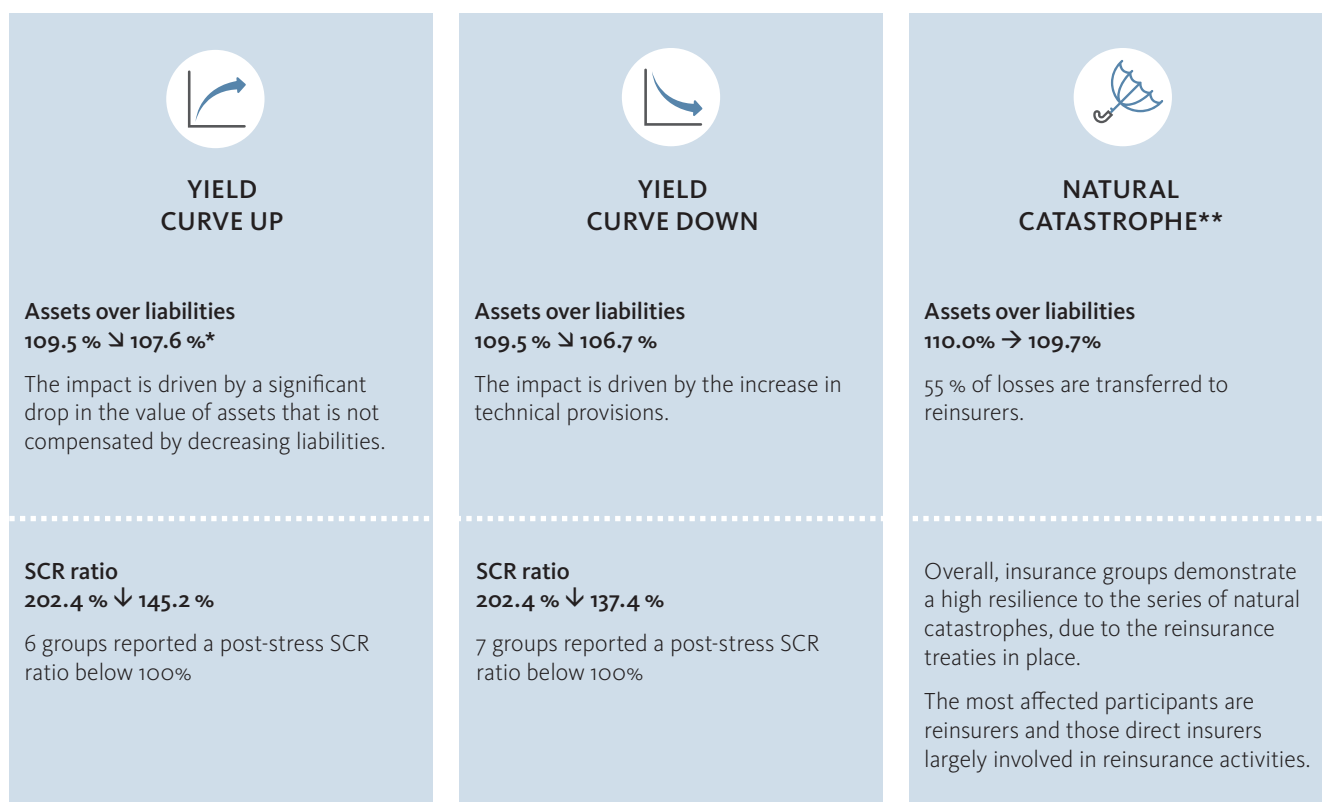 YIELD
CURVE UP
Assets over liabilities
109.5 % ↘ 107.6 %*
The impact is driven by a significant
drop in the value of assets that is not
compensated by decreasing liabilities.
SCR ratio
202.4 % ↓ 145.2 %
6 groups reported a post-stress SCR
ratio below 100%
YIELD
CURVE DOWN
Assets over liabilities
109.5 % ↘ 106.7 %
The impact is driven by the increase in
technical provisions.
SCR ratio
202.4 % ↓ 137.4 %
7 groups reported a post-stress SCR
ratio below 100%
NATURAL
CATASTROPHE**
Assets over liabilities
110.0% → 109.7%
55 % of losses are transferred to
reinsurers.
Overall, insurance groups demonstrate
a high resilience to the series of natural
catastrophes, due to the reinsurance
treaties in place.
The most affected participants are
reinsurers and those direct insurers
largely involved in reinsurance activities.